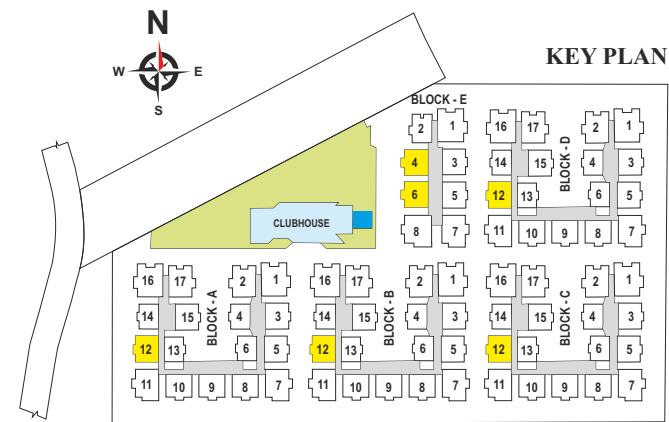 N
W E
S
KEY PLAN
BLOCK - E
2 1
4 3
6 5
8 7
16 17 2 1
14 15 4 3
12 13 6 5
11 10 9 8 7
BLOCK - D
CLUBHOUSE
16 17 2 1
14 15 4 3
12 13 6 5
11 10 9 8 7
BLOCK - A
16 17 2 1
14 15 4 3
12 13 6 5
11 10 9 8 7
BLOCK - B
16 17 2 1
14 15 4 3
12 13 6 5
11 10 9 8 7
BLOCK - C